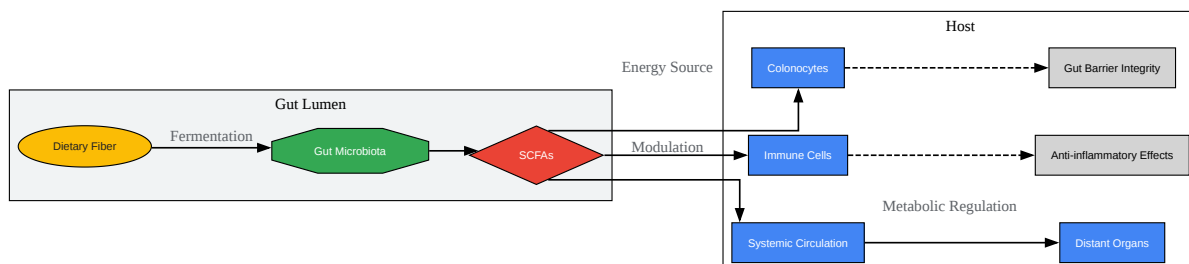 Host
Energy Source
Colonocytes
Gut Barrier Integrity
Gut Lumen
Fermentation
Dietary Fiber
Gut Microbiota
SCFAs
Modulation
Immune Cells
Anti-inflammatory Effects
Metabolic Regulation
Systemic Circulation
Distant Organs